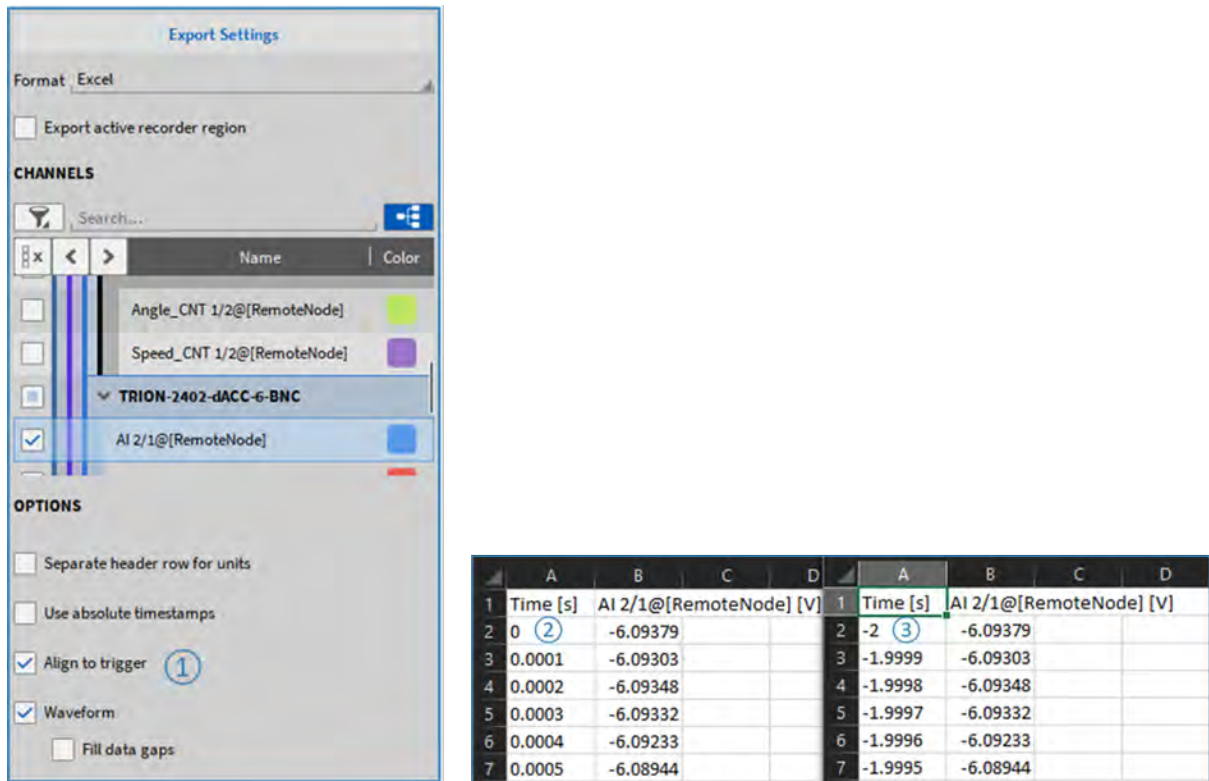 Export Settings
Format Excel
Export active recorder region
CHANNELS
Search...
x < > Name Color
Angle_CNT 1/2@[RemoteNode]
Speed_CNT 1/2@[RemoteNode]
TRION-2402-dACC-6-BNC
AI 2/1@[RemoteNode]
OPTIONS
Separate header row for units
Use absolute timestamps
Align to trigger 1
Waveform
Fill data gaps
A B C D
1 Time [s] AI 2/1@[RemoteNode] [V]
2 0 2 -6.09379
3 0.0001 -6.09303
4 0.0002 -6.09348
5 0.0003 -6.09332
6 0.0004 -6.09233
7 0.0005 -6.08944
A B C D
1 Time [s] AI 2/1@[RemoteNode] [V]
2 -2 3 -6.09379
3 -1.9999 -6.09303
4 -1.9998 -6.09348
5 -1.9997 -6.09332
6 -1.9996 -6.09233
7 -1.9995 -6.08944